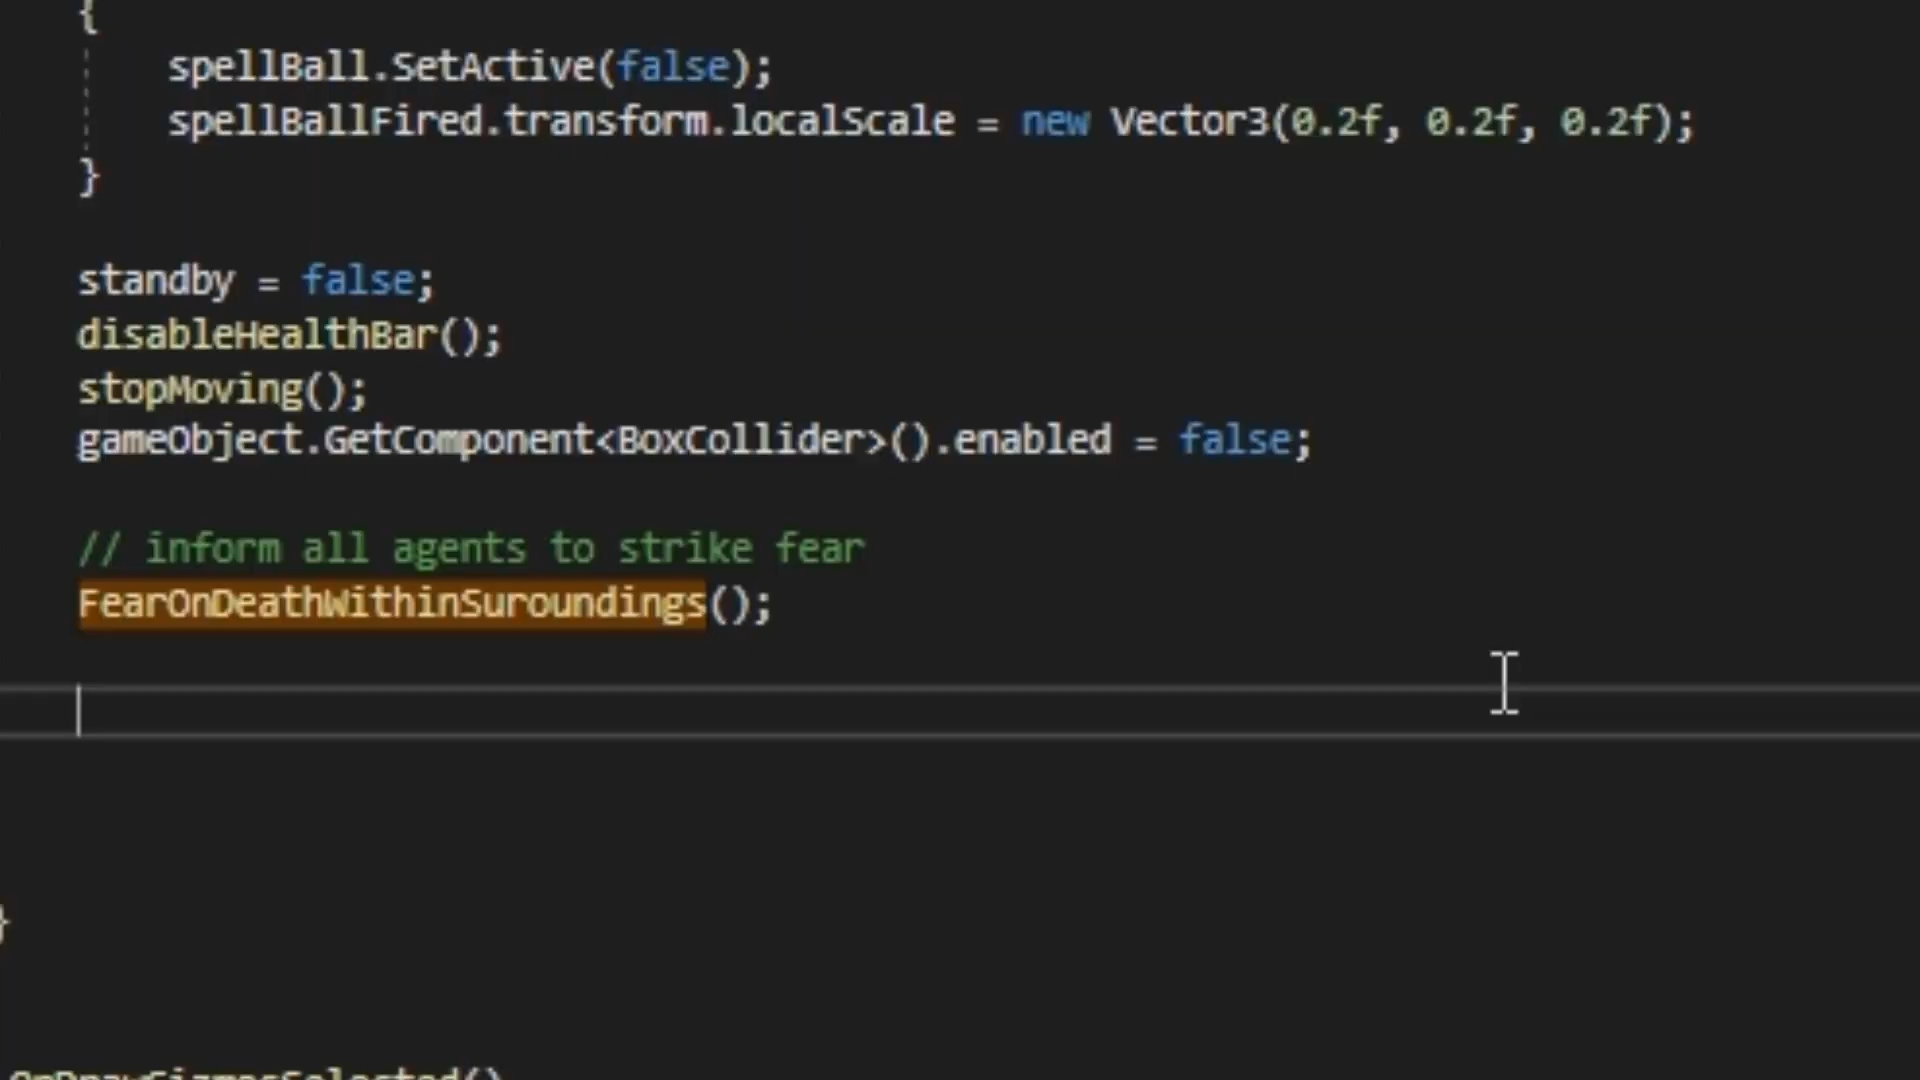 {
spellBall.SetActive(false);
spellBallFired.transform.localScale = new Vector3(0.2f, 0.2f, 0.2f);
}
standby = false;
disableHealthBar();
stopMoving();
gameObject.GetComponent<BoxCollider>().enabled = false;
// inform all agents to strike fear
FearOnDeathWithinSuroundings();
}
OnDrawGizmosSelected()